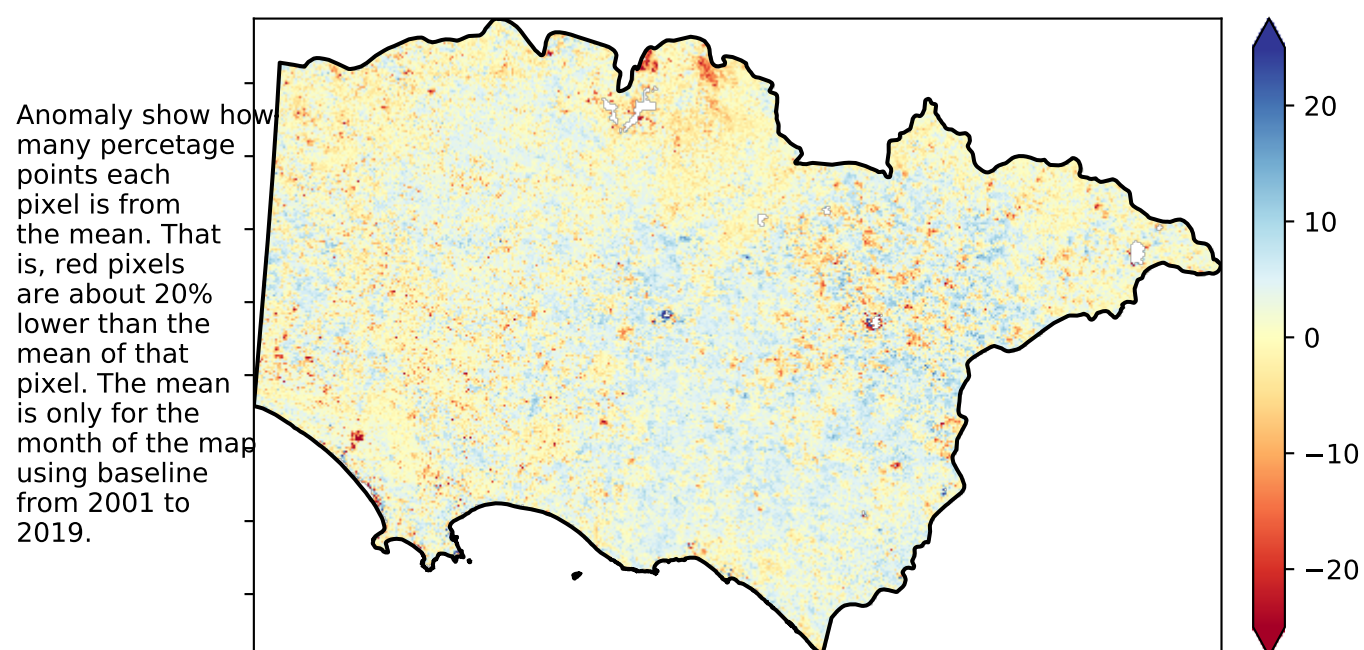 Anomaly show how
many percetage
points each
pixel is from
the mean. That
is, red pixels
are about 20%
lower than the
mean of that
pixel. The mean
is only for the
month of the map
using baseline
from 2001 to
2019.
20
10
0
−10
−20